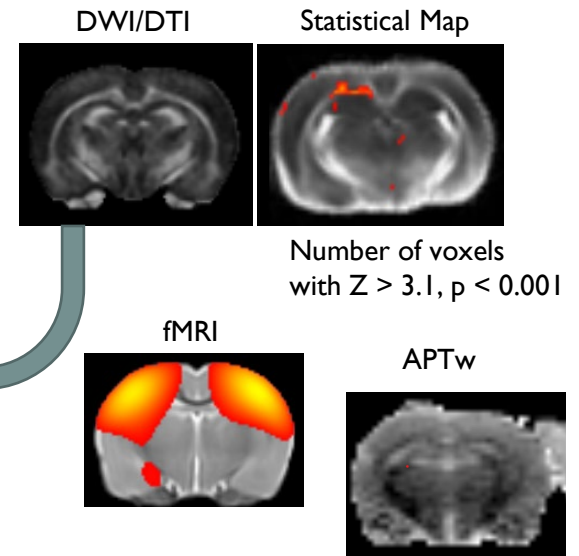 DWI/DTI
Statistical Map
Number of voxels
with Z > 3.1, p < 0.001
fMRI
APTw